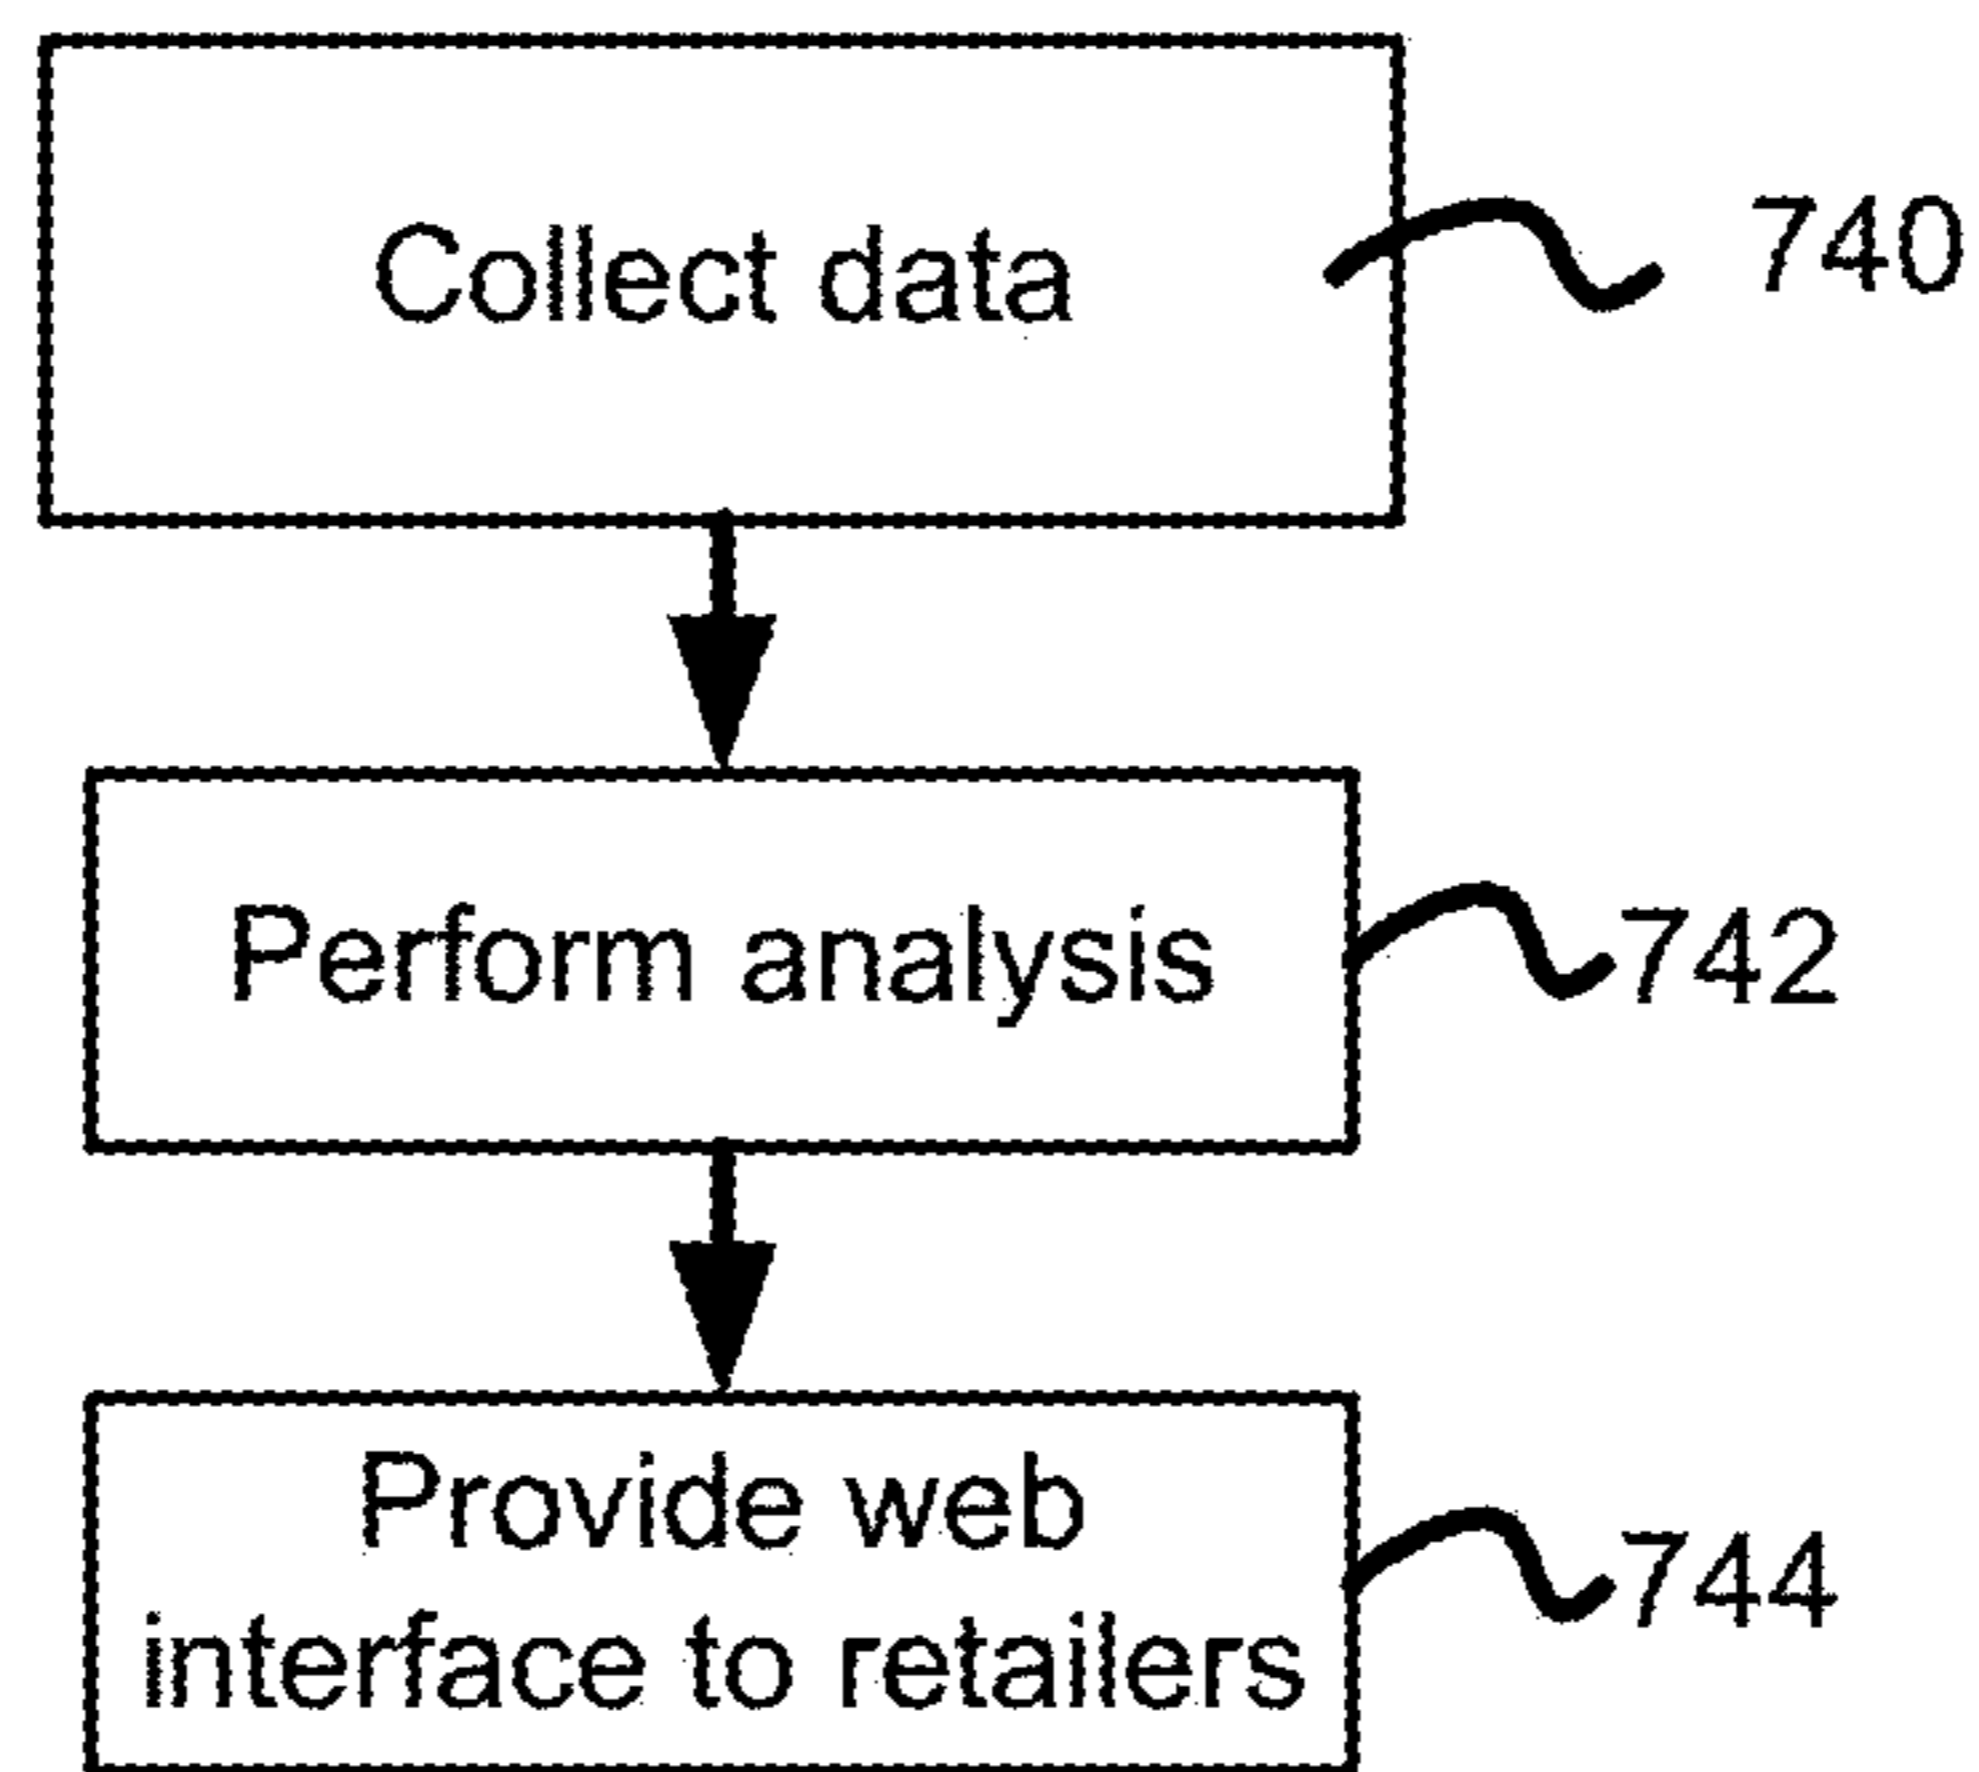 Collect data
740
Perform analysis
742
Provide web
interface to retailers
744